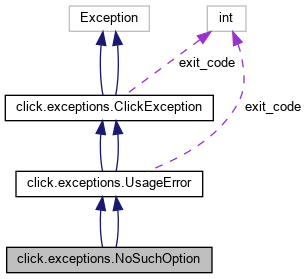 Exception
int
exit_code
click.exceptions.ClickException
exit_code
click.exceptions.UsageError
click.exceptions.NoSuchOption